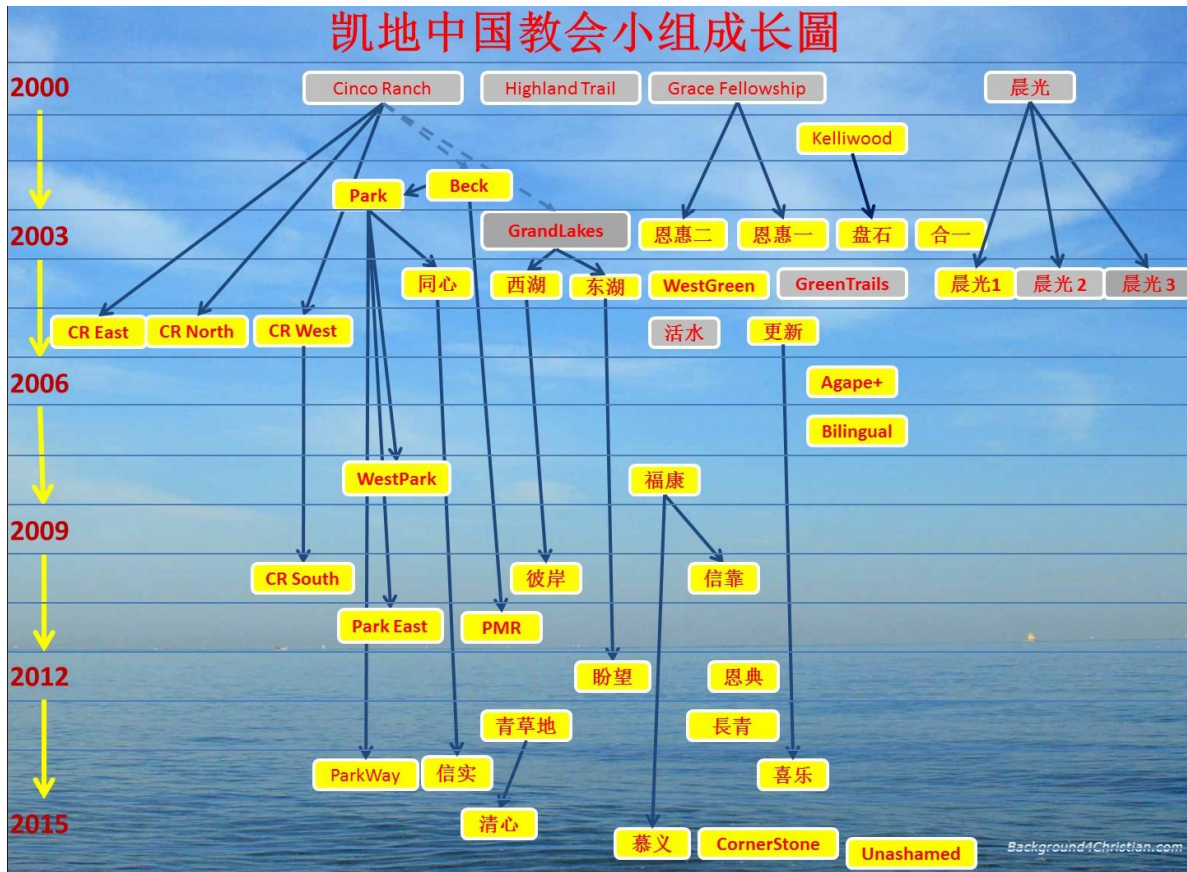 凯地中国教会小组成长圖
2000
Cinco Ranch
Highland Trail
Grace Fellowship
晨光
Kelliwood
Beck
Park
2003
GrandLakes
恩惠二
恩惠一
盘石
合一
同心
西湖
东湖
WestGreen
GreenTrails
晨光1
晨光 2
晨光 3
CR East
CR North
CR West
活水
更新
2006
Agape+
Bilingual
WestPark
福康
2009
CR South
彼岸
信靠
Park East
PMR
2012
盼望
恩典
青草地
長青
ParkWay
信实
喜乐
2015
清心
慕义
CornerStone
Unashamed
Background4Christian.com